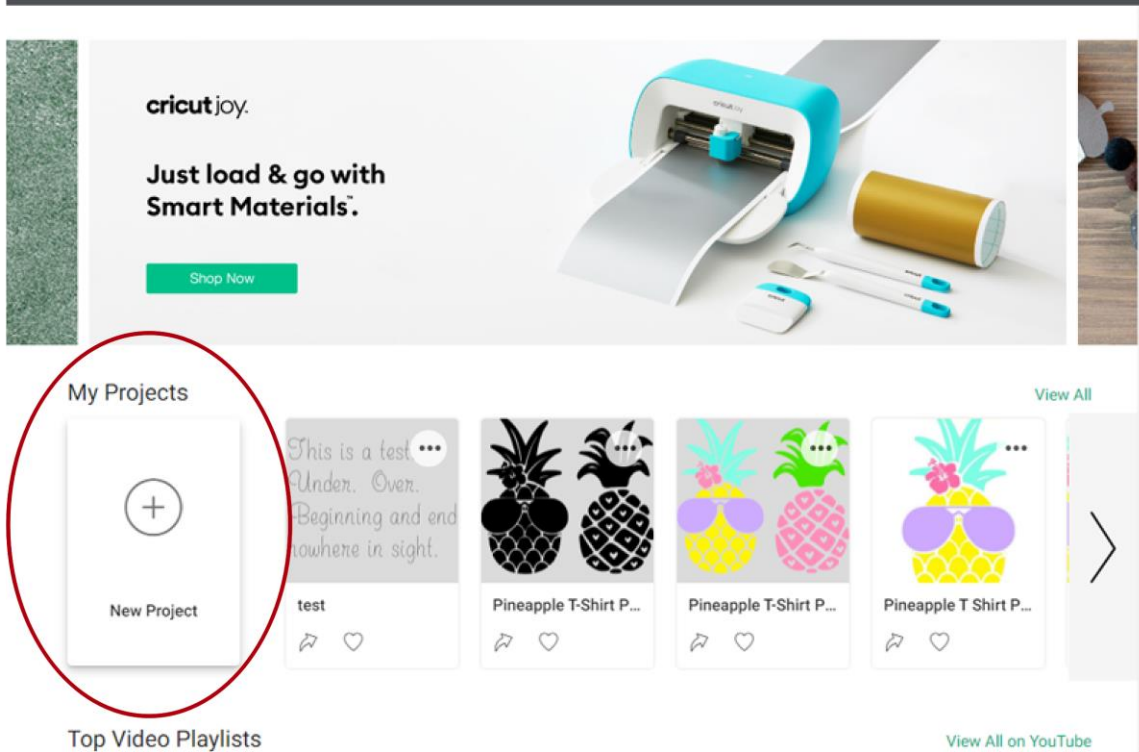 cricut joy.
Just load & go with
Smart Materials™.
Shop Now
My Projects
View All
This is a test.
Under. Over.
Beginning and end
nowhere in sight.
New Project
test
Pineapple T-Shirt P...
Pineapple T-Shirt P...
Pineapple T Shirt P...
Top Video Playlists
View All on YouTube